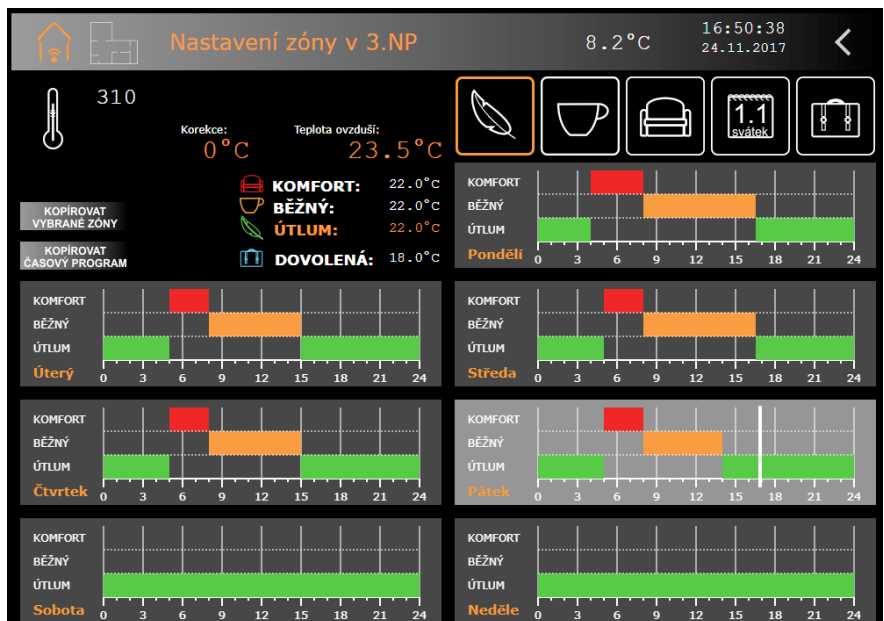 Nastavení zóny v 3.NP
8.2°C
16:50:38
24.11.2017
310
Korekce:
0°C
Teplota ovzduší:
23.5°C
1.1
svátek
KOPÍROVAT
VYBRANÉ ZÓNY
KOPÍROVAT
ČASOVÝ PROGRAM
KOMFORT: 22.0°C
BĚŽNÝ: 22.0°C
ÚTLUM: 22.0°C
DOVOLENÁ: 18.0°C
KOMFORT
BĚŽNÝ
ÚTLUM
Pondělí 0 3 6 9 12 15 18 21 24
KOMFORT
BĚŽNÝ
ÚTLUM
Úterý 0 3 6 9 12 15 18 21 24
KOMFORT
BĚŽNÝ
ÚTLUM
Středa 0 3 6 9 12 15 18 21 24
KOMFORT
BĚŽNÝ
ÚTLUM
Čtvrtek 0 3 6 9 12 15 18 21 24
KOMFORT
BĚŽNÝ
ÚTLUM
Pátek 0 3 6 9 12 15 18 21 24
KOMFORT
BĚŽNÝ
ÚTLUM
Sobota 0 3 6 9 12 15 18 21 24
KOMFORT
BĚŽNÝ
ÚTLUM
Neděle 0 3 6 9 12 15 18 21 24